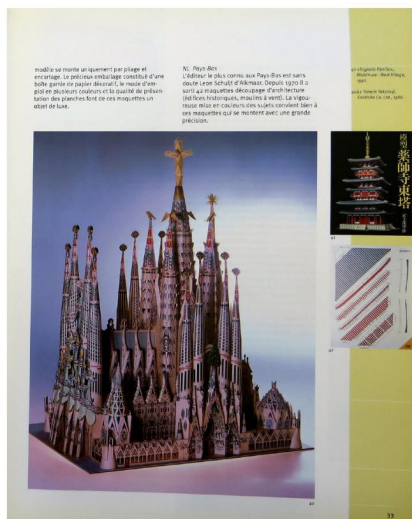 modèle se monte uniquement par pliage et
encartage. Le précieux emballage constitué d'une
boîte garnie de papier décoratif, le mode d'em-
ploi en plusieurs couleurs et la qualité de présen-
tation des planches font de ces maquettes un
objet de luxe.
NL Pays-Bas
L'éditeur le plus connu aux Pays-Bas est sans
doute Leon Schuijt d'Alkmaar. Depuis 1970 il a
sorti 42 maquettes découpage d'architecture
(édifices historiques, moulins à vent). La vigou-
reuse mise en couleurs des sujets convient bien à
ces maquettes qui se montent avec une grande
précision.
薬師寺東塔
33